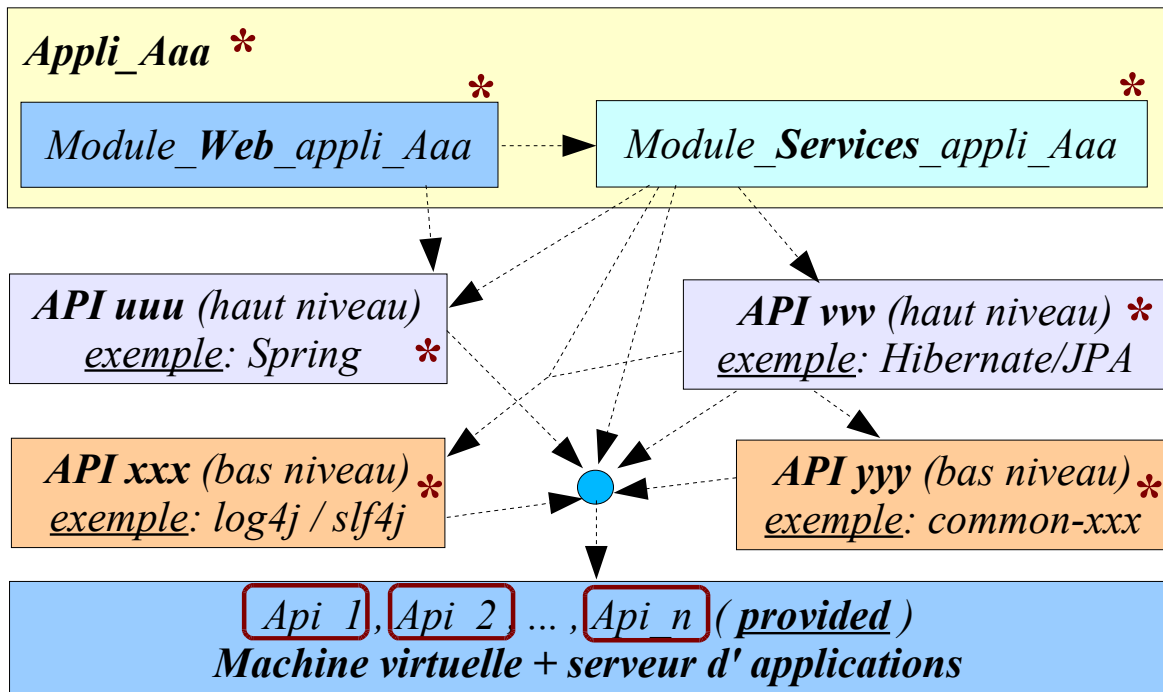 Appli_Aaa *
* *
Module_Web_appli_Aaa
Module_Services_appli_Aaa
API uuu (haut niveau)
exemple: Spring *
API vvv (haut niveau) *
exemple: Hibernate/JPA
API xxx (bas niveau) *
exemple: log4j / slf4j
API yyy (bas niveau) *
exemple: common-xxx
Api_1, Api_2, ... , Api_n ( provided )
Machine virtuelle + serveur d' applications